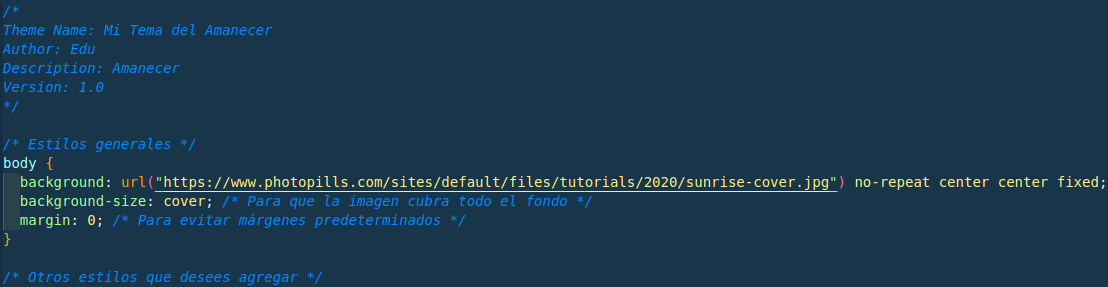 /*
Theme Name: Mi Tema del Amanecer
Author: Edu
Description: Amanecer
Version: 1.0
*/
/* Estilos generales */
body {
background: url("https://www.photopills.com/sites/default/files/tutorials/2020/sunrise-cover.jpg") no-repeat center center fixed;
background-size: cover; /* Para que la imagen cubra todo el fondo */
margin: 0; /* Para evitar márgenes predeterminados */
}
/* Otros estilos que desees agregar */